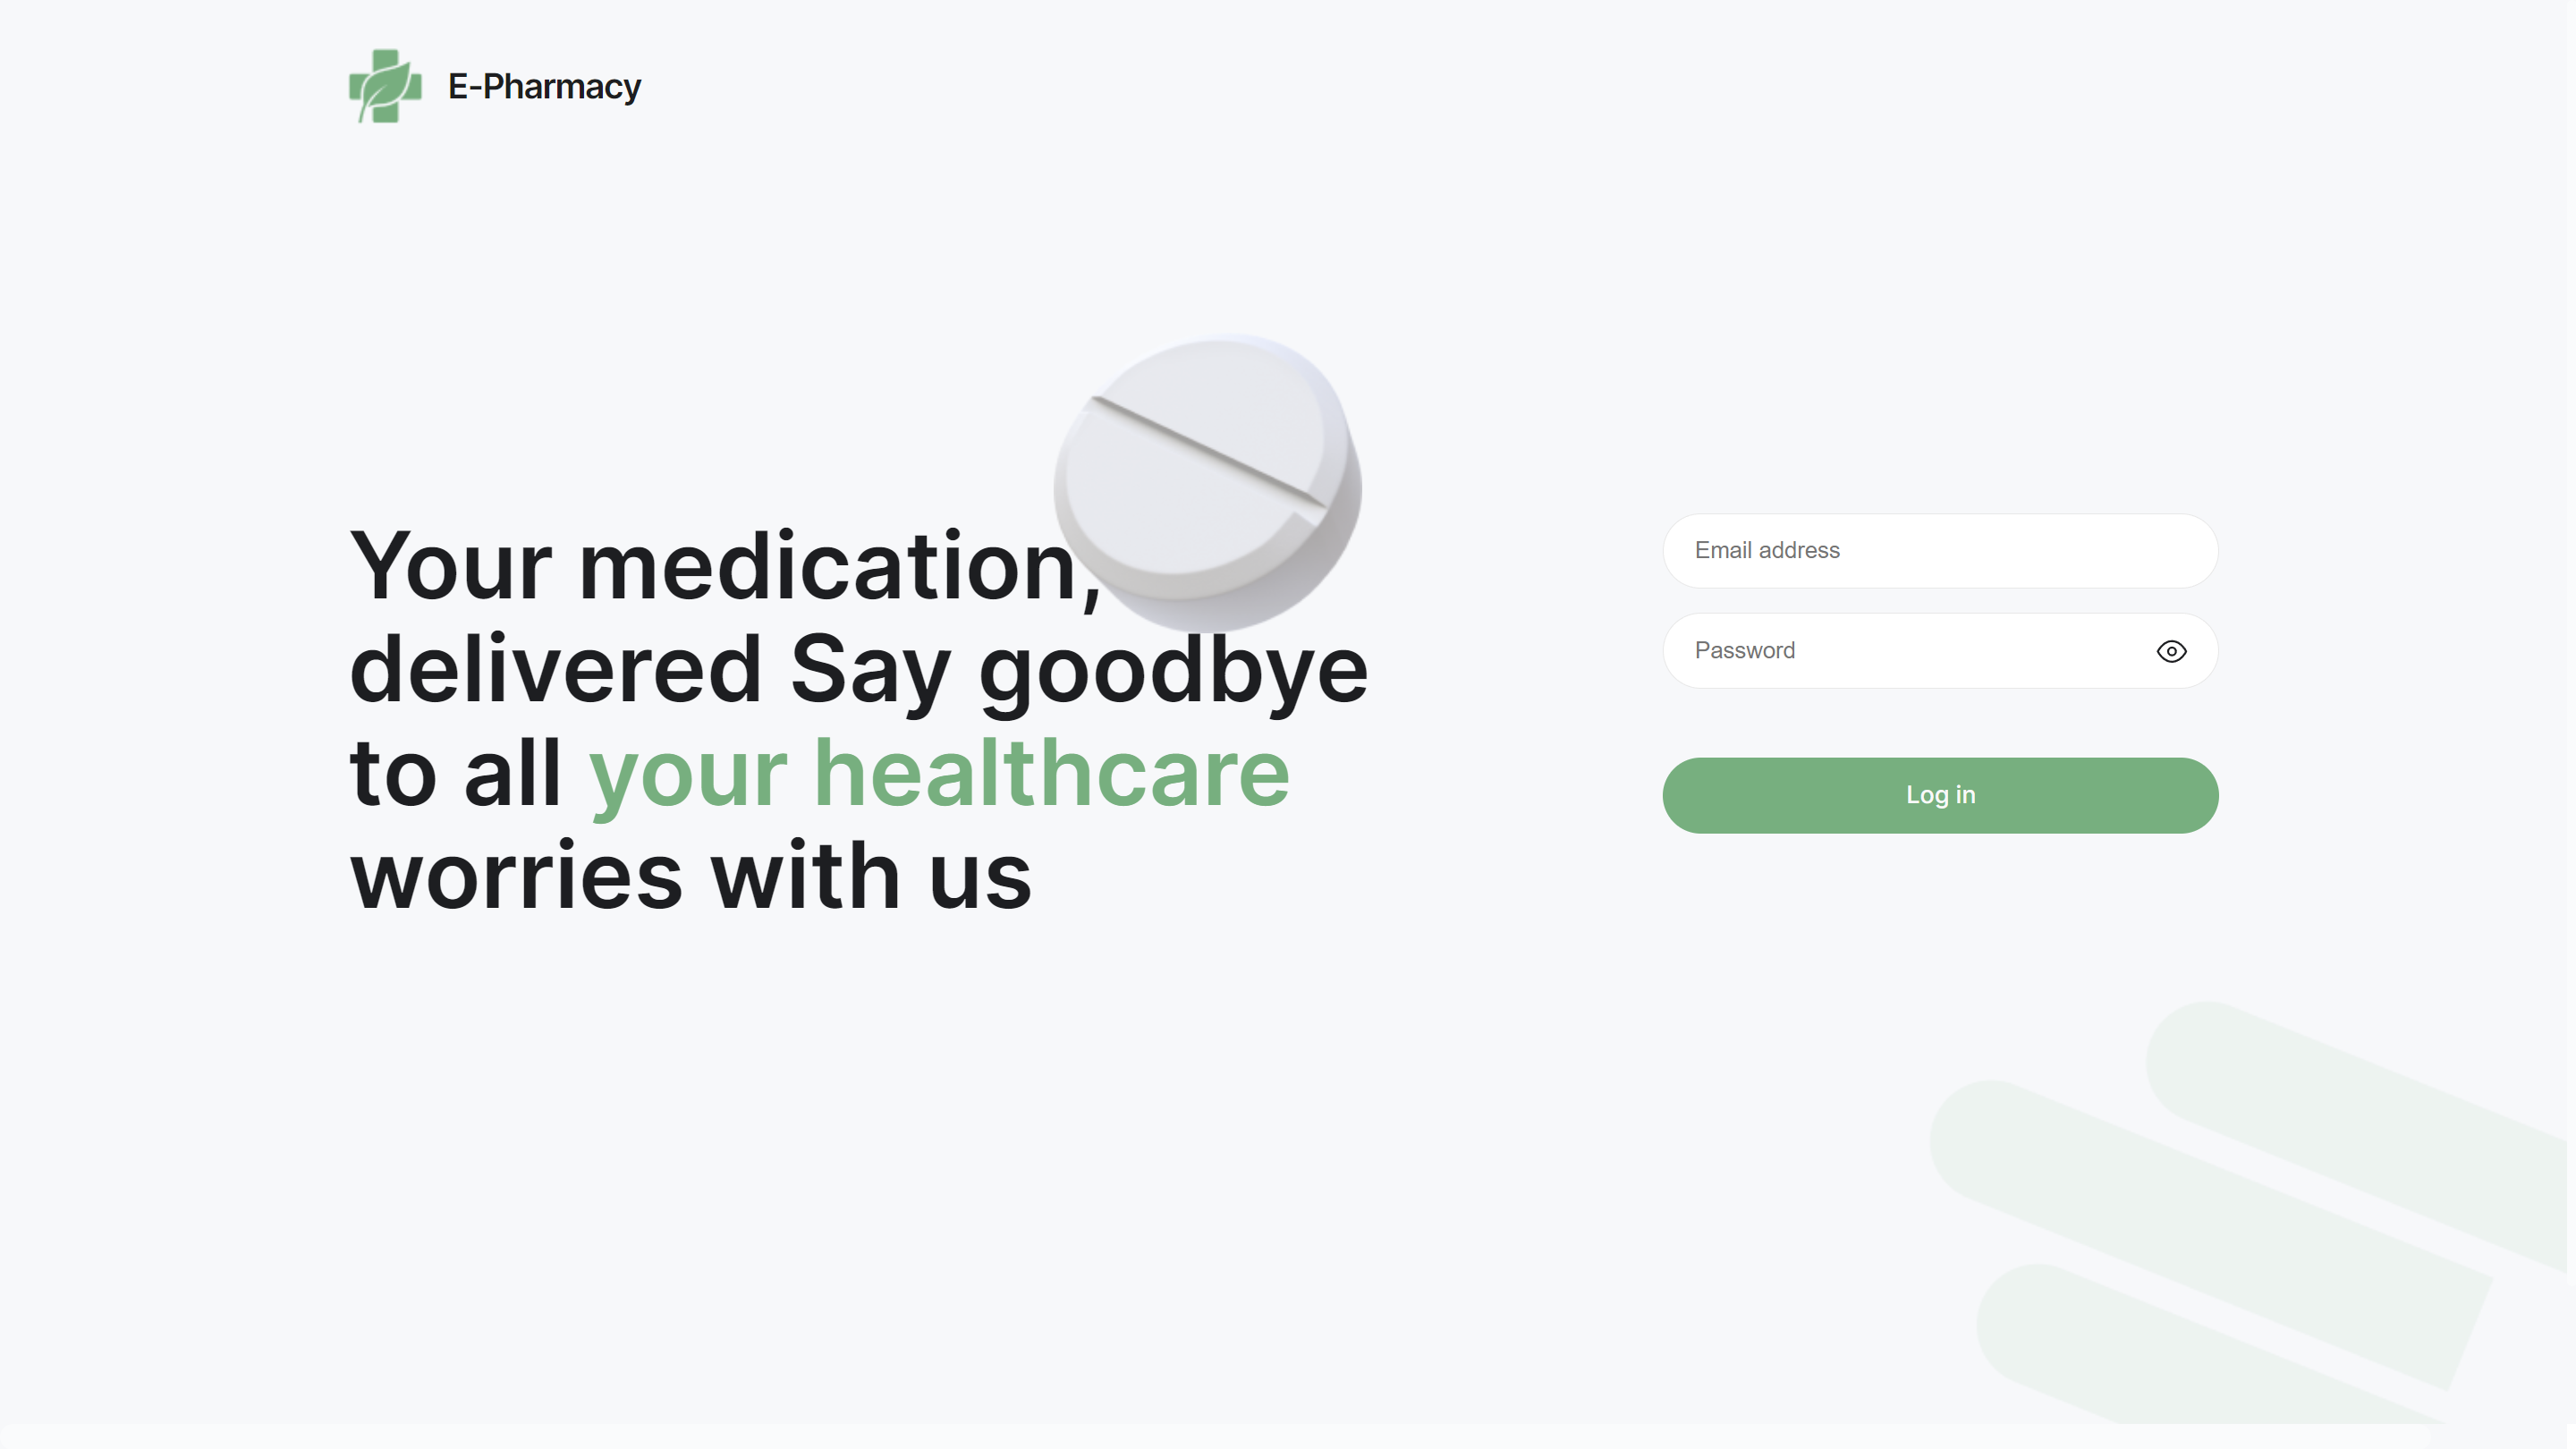 E-Pharmacy
Your medication,
delivered Say goodbye
to all your healthcare
worries with us
Email address
Password
Log in